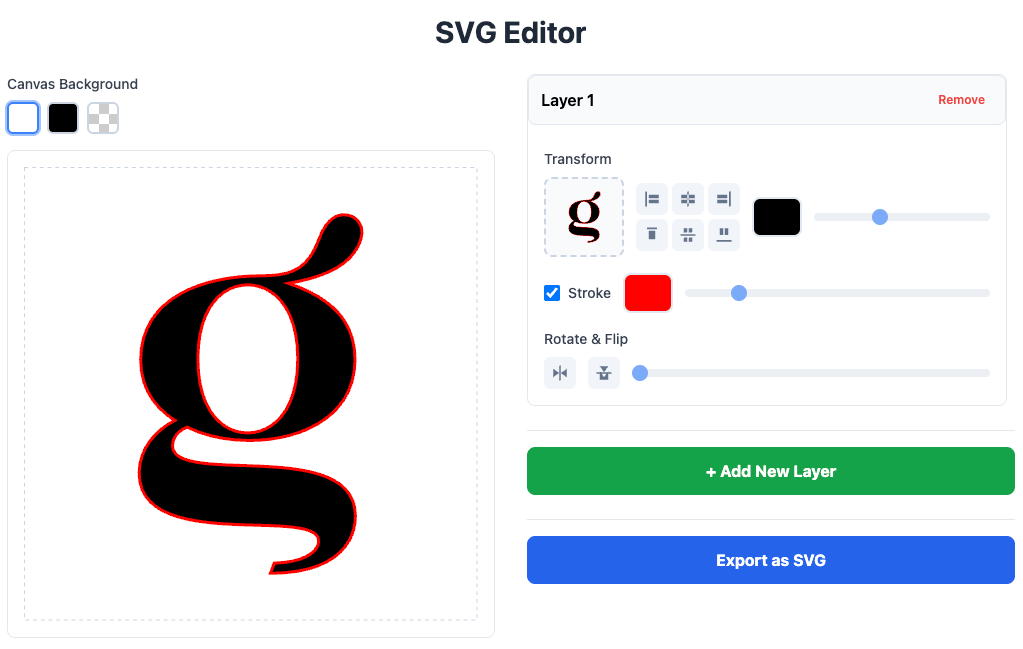 SVG Editor
Canvas Background
g
Layer 1
Remove
Transform
g
Stroke
Rotate & Flip
+ Add New Layer
Export as SVG